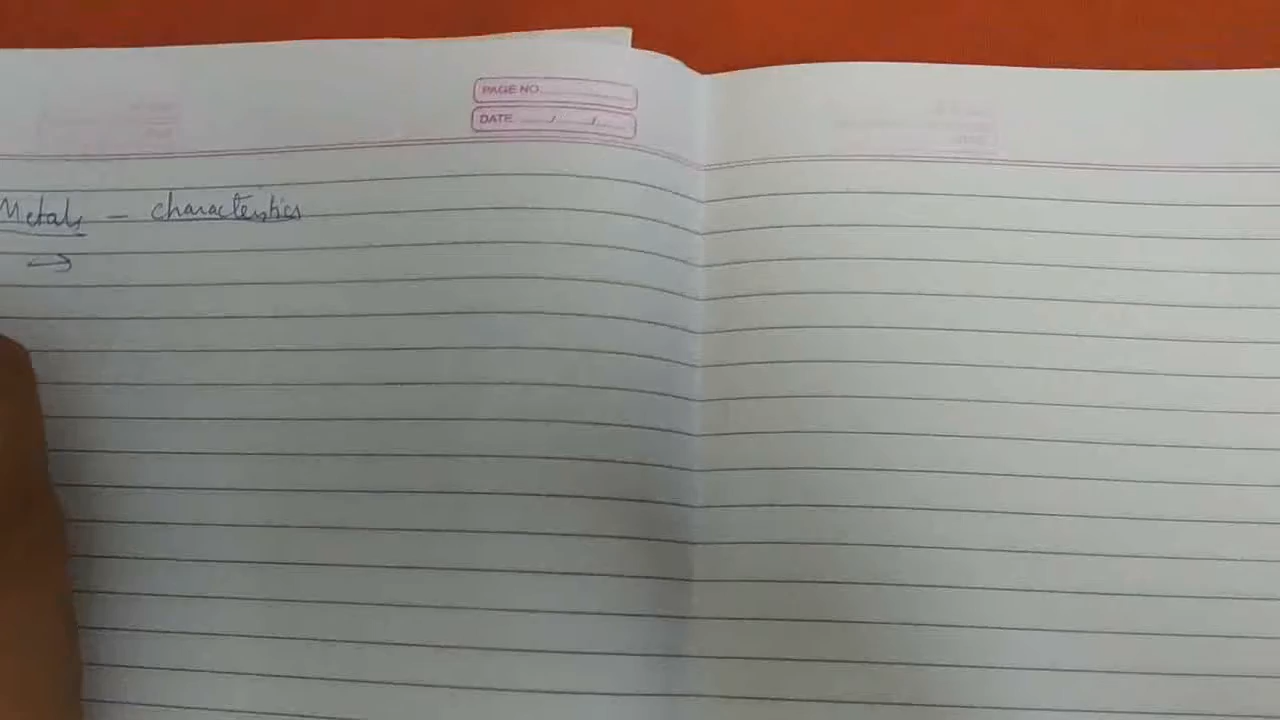 PAGE NO.
DATE / /
Metals - characteristics
→